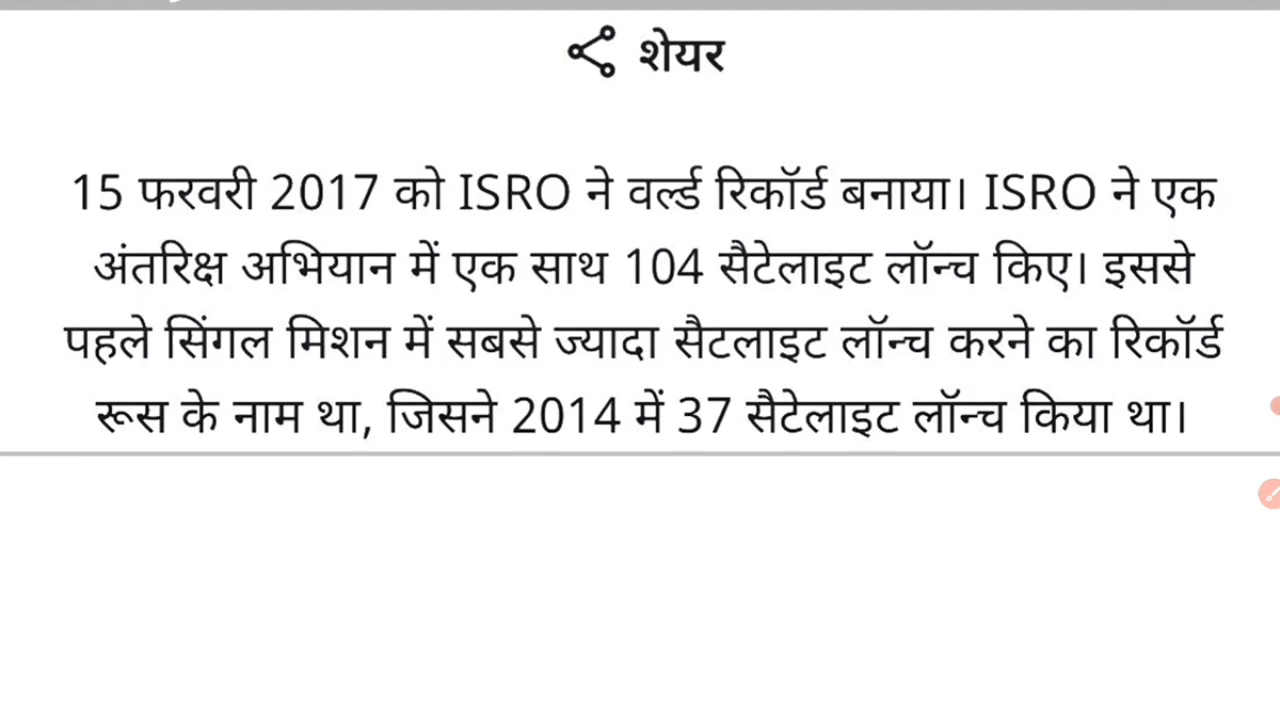 शेयर
15 फरवरी 2017 को ISRO ने वर्ल्ड रिकॉर्ड बनाया। ISRO ने एक
अंतरिक्ष अभियान में एक साथ 104 सैटेलाइट लॉन्च किए। इससे
पहले सिंगल मिशन में सबसे ज्यादा सैटलाइट लॉन्च करने का रिकॉर्ड
रूस के नाम था, जिसने 2014 में 37 सैटेलाइट लॉन्च किया था।